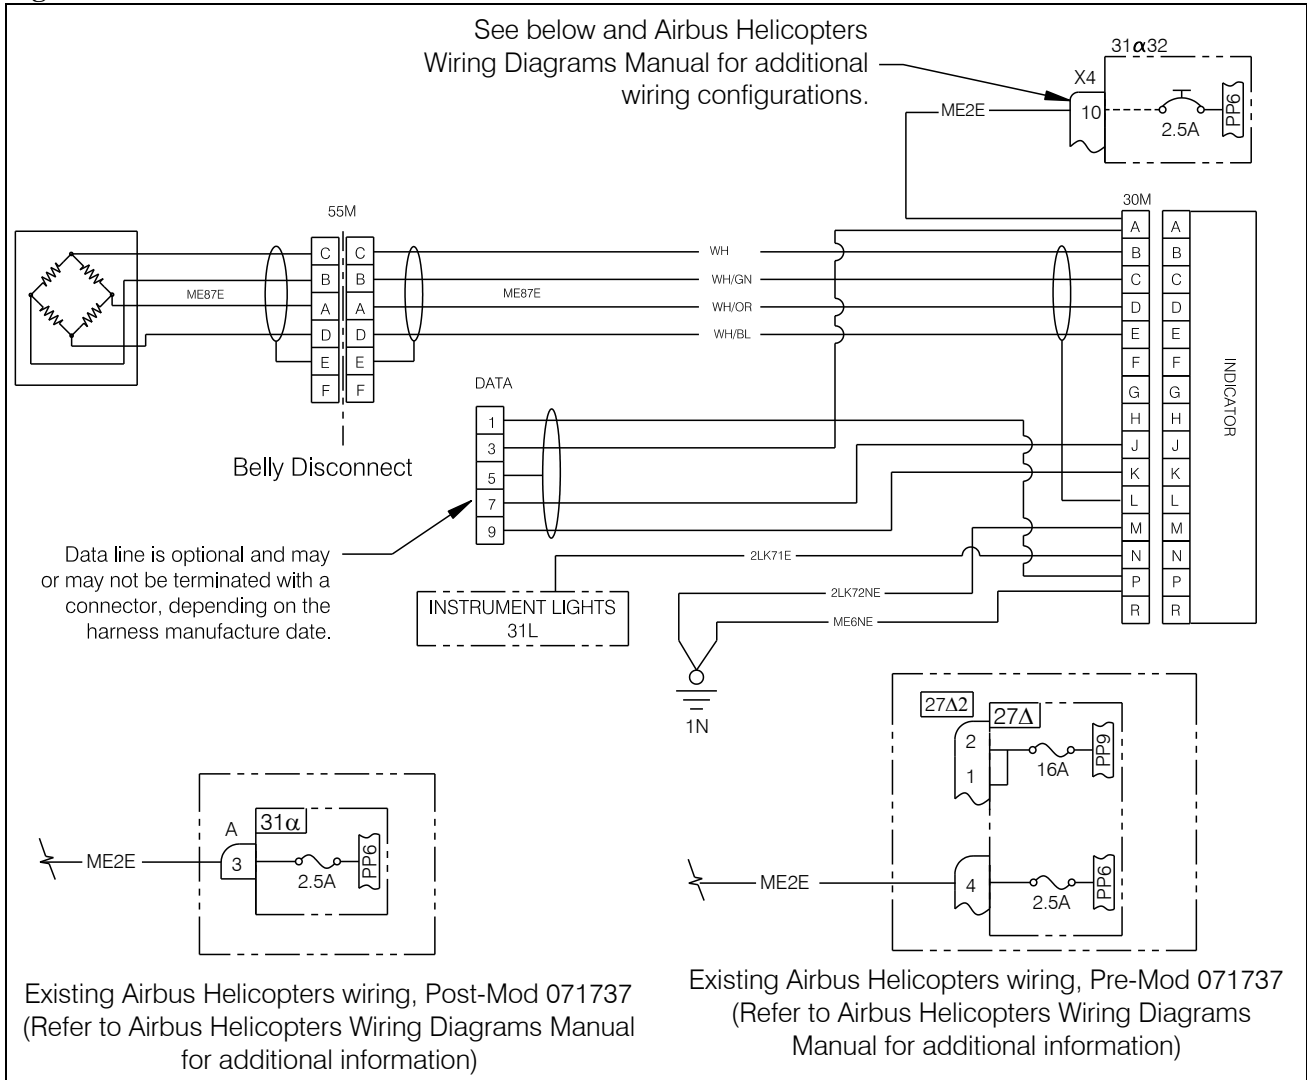 See below and Airbus Helicopters
Wiring Diagrams Manual for additional
wiring configurations.
31α32
X4
10
2.5A
PP6
ME2E
55M
30M
C
B
A
D
E
F
C
B
A
D
E
F
ME87E
ME87E
WH
WH/GN
WH/OR
WH/BL
A
B
C
D
E
F
G
H
J
K
L
M
N
P
R
A
B
C
D
E
F
G
H
J
K
L
M
N
P
R
INDICATOR
DATA
1
3
5
7
9
Belly Disconnect
Data line is optional and may
or may not be terminated with a
connector, depending on the
harness manufacture date.
INSTRUMENT LIGHTS
31L
2LK71E
2LK72NE
ME6NE
1N
27Δ2
27Δ
2
1
16A
PP9
ME2E
4
2.5A
PP6
A
31α
ME2E
3
2.5A
PP6
Existing Airbus Helicopters wiring, Post-Mod 071737
(Refer to Airbus Helicopters Wiring Diagrams Manual
for additional information)
Existing Airbus Helicopters wiring, Pre-Mod 071737
(Refer to Airbus Helicopters Wiring Diagrams
Manual for additional information)